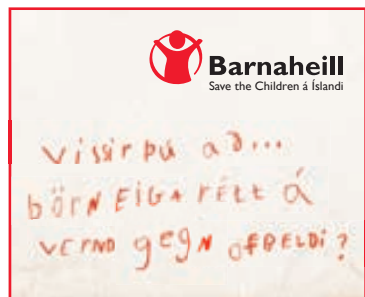 Barnaheill
Save the Children á Íslandi
vissir þú að...
börN EIGA rétt á
VERND gEgN OFBELDi?